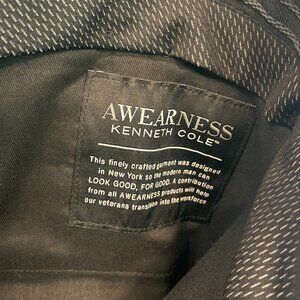 AWEARNESS
KENNETH COLE™
This finely crafted garment was designed
in New York so the modern man can
LOOK GOOD, FOR GOOD. A contribution
from all AWEARNESS products will help
our veterans transition into the workforce